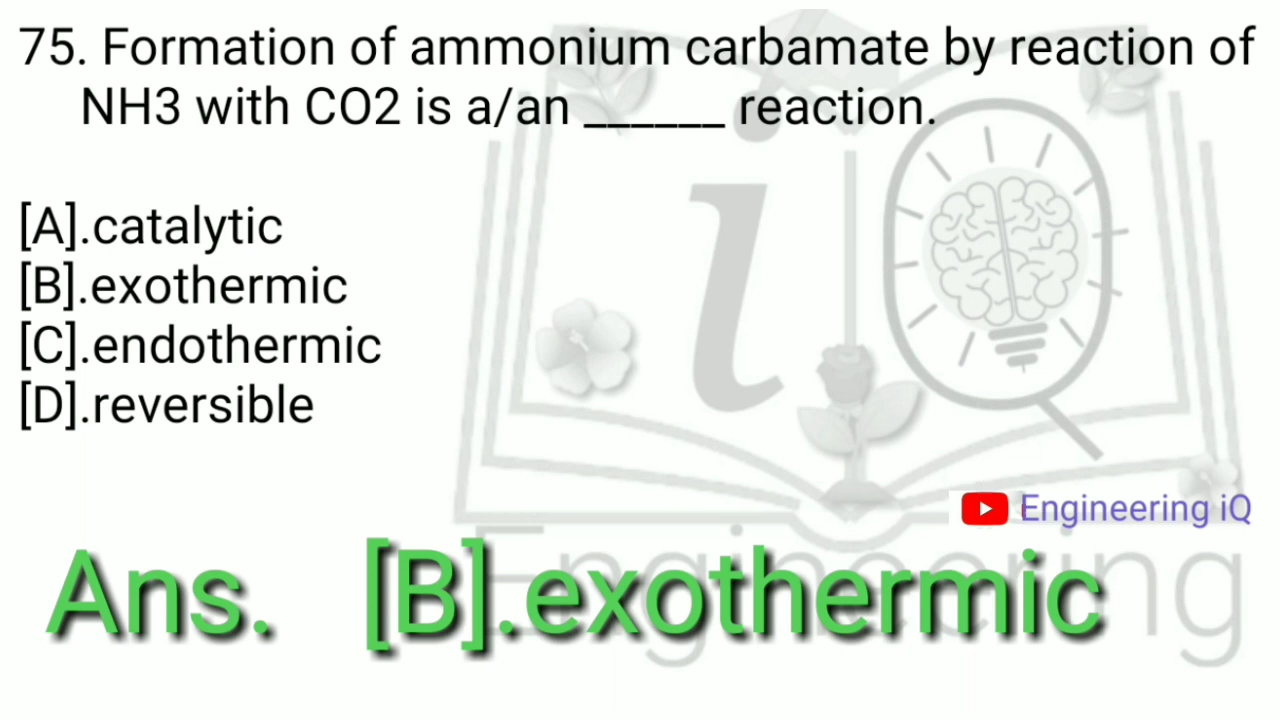 75. Formation of ammonium carbamate by reaction of
NH3 with CO2 is a/an ______ reaction.
[A].catalytic
[B].exothermic
[C].endothermic
[D].reversible
Engineering iQ
Ans. [B].exothermic
i
Engineering